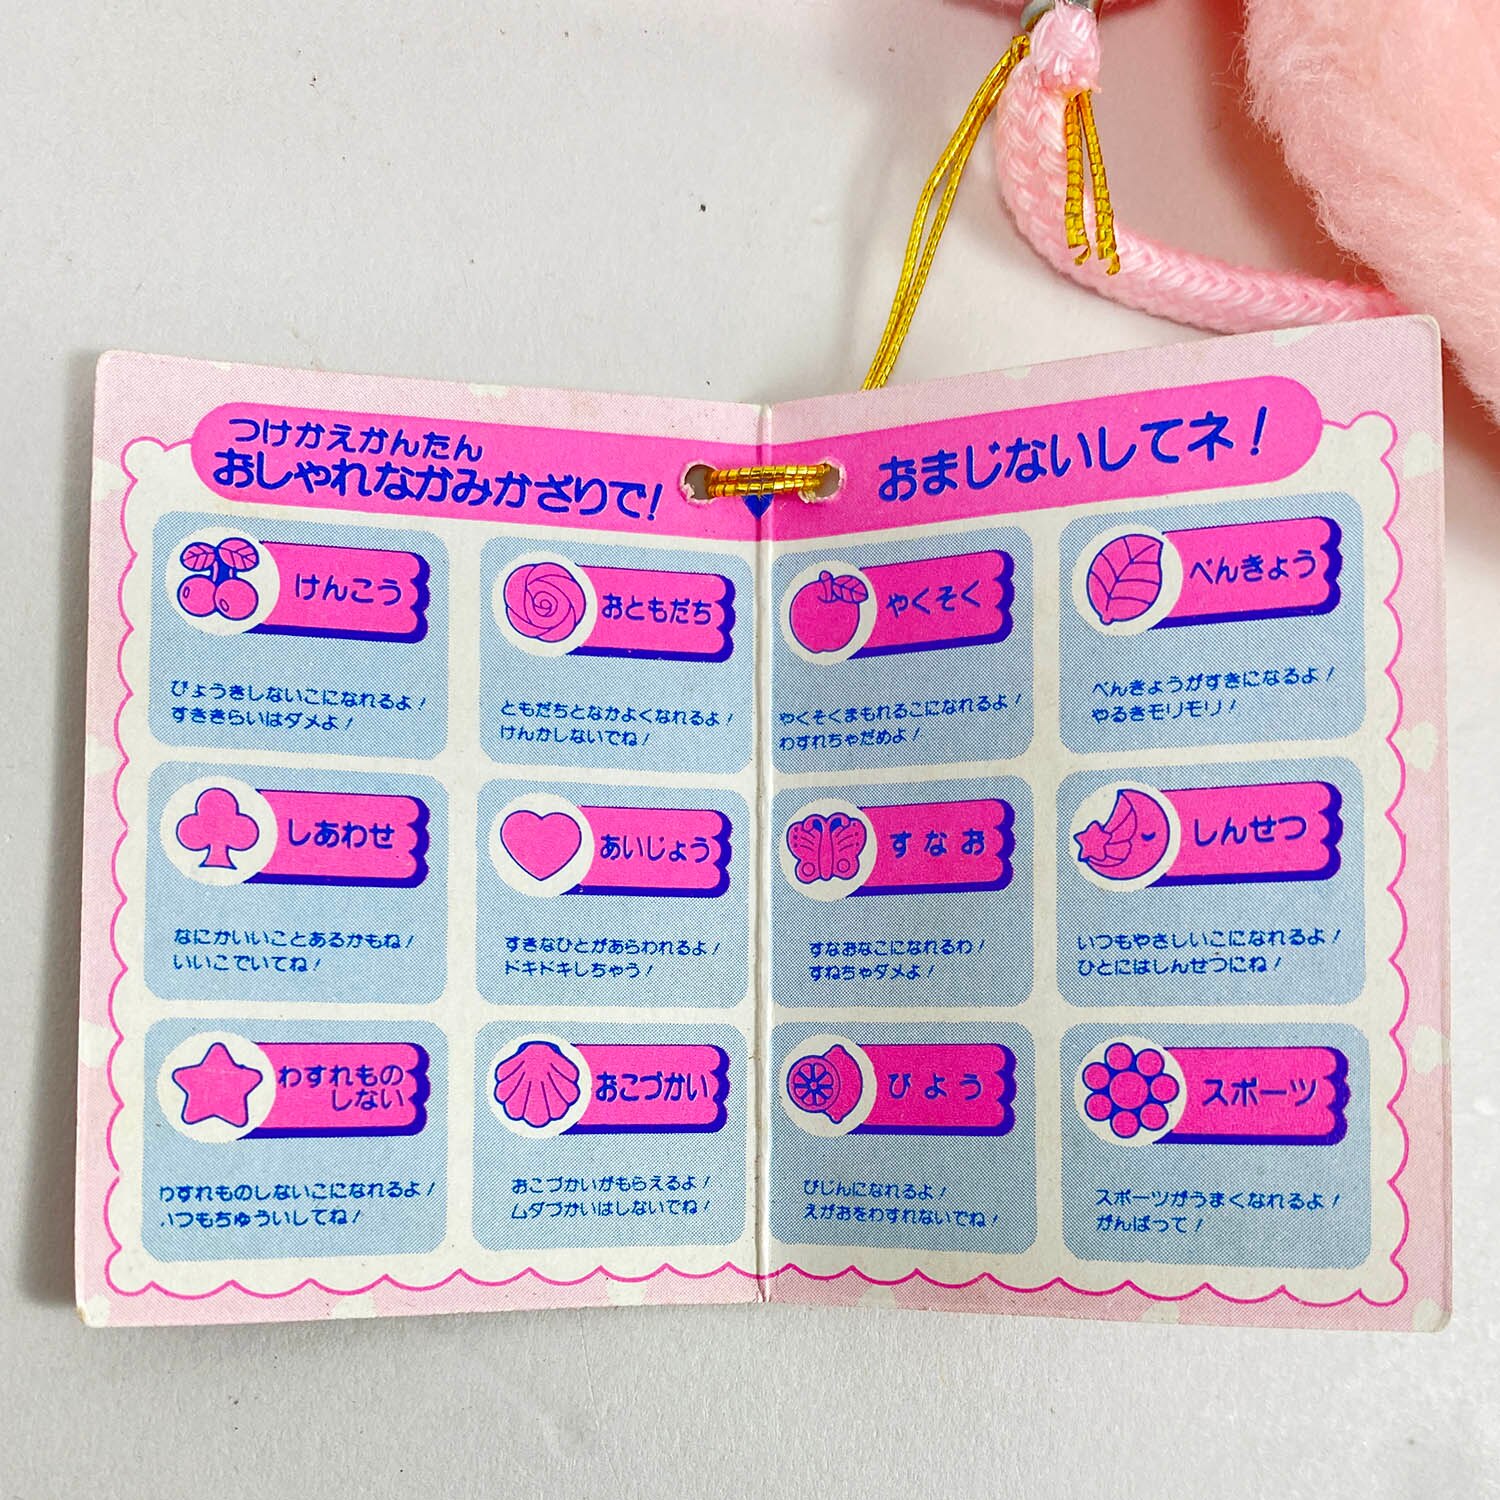 つけかえかんたん
おしゃれなかみかざりで!
おまじないしてネ!
けんこう
びょうきしないこになれるよ!
すききらいはダメよ!
おともだち
ともだちとなかよくなれるよ!
けんかしないでね!
やくそく
やくそくまもれるこになれるよ!
わすれちゃだめよ!
べんきょう
べんきょうがすきになるよ!
やるきモリモリ!
しあわせ
なにかいいことあるかもね!
いいこでいてね!
あいじょう
すきなひとがあらわれるよ!
ドキドキしちゃう!
すなお
すなおなこになれるわ!
すねちゃダメよ!
しんせつ
いつもやさしいこになれるよ!
ひとにはしんせつにね!
わすれもの
しない
わすれものしないこになれるよ!
いつもちゅういしてね!
おこづかい
おこづかいがもらえるよ!
ムダづかいはしないでね!
びよう
びじんになれるよ!
えがおをわすれないでね!
スポーツ
スポーツがうまくなれるよ!
がんばって!